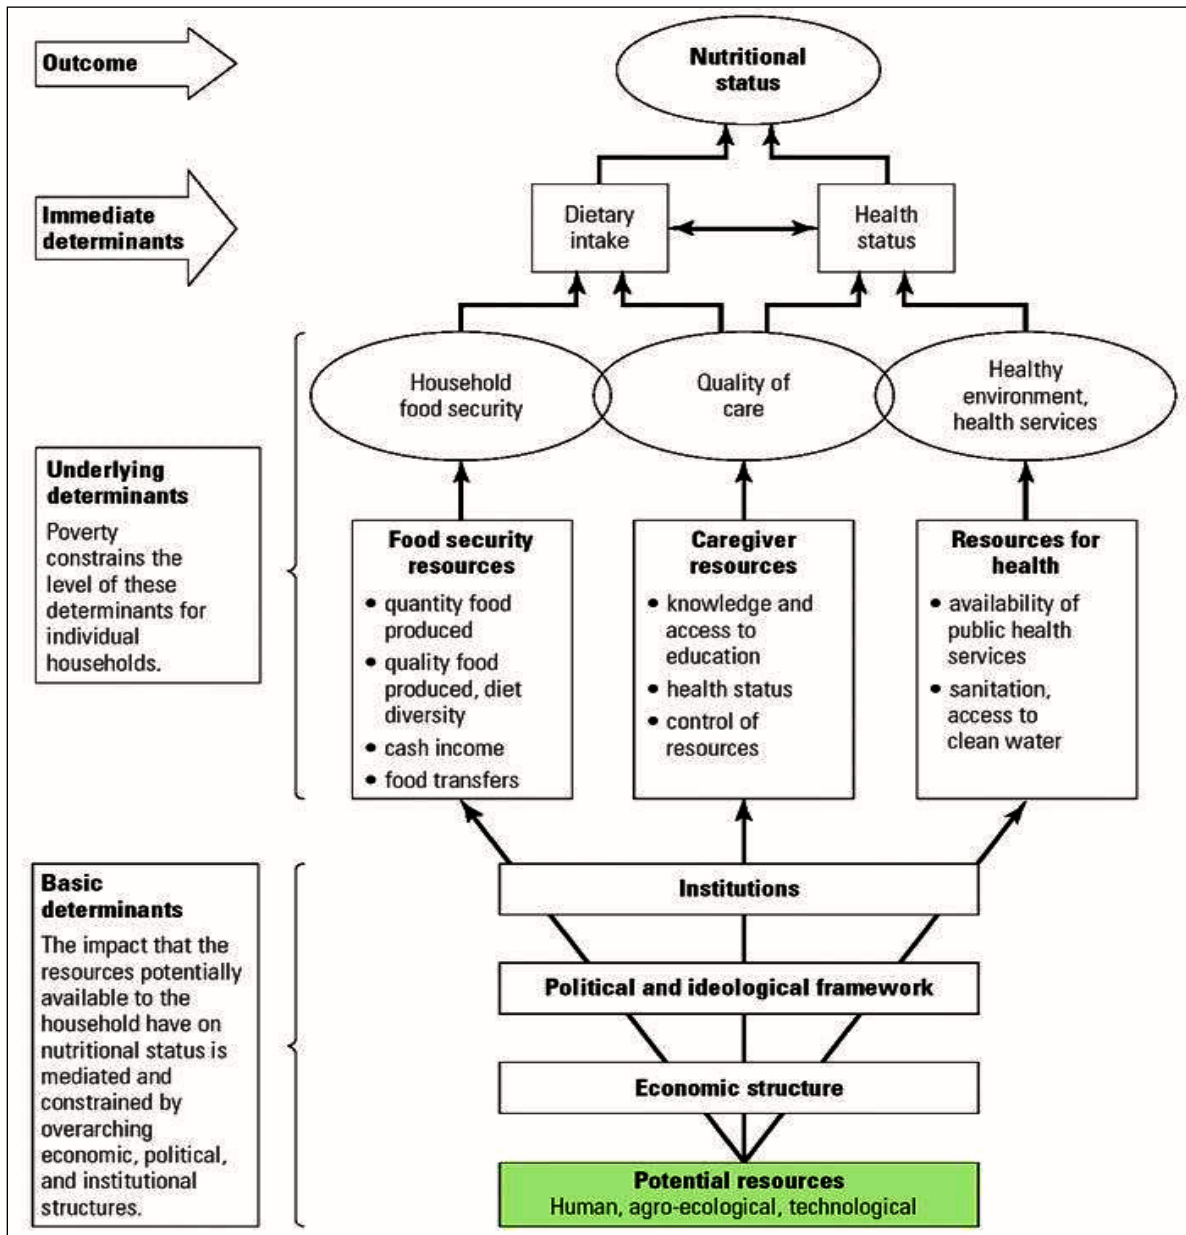 Outcome
Nutritional
status
Immediate
determinants
Dietary
intake
Health
status
Household
food security
Quality of
care
Healthy
environment,
health services
Underlying
determinants
Poverty
constrains the
level of these
determinants for
individual
households.
Food security
resources
• quantity food
produced
• quality food
produced, diet
diversity
• cash income
• food transfers
Caregiver
resources
• knowledge and
access to
education
• health status
• control of
resources
Resources for
health
• availability of
public health
services
• sanitation,
access to
clean water
Basic
determinants
The impact that the
resources potentially
available to the
household have on
nutritional status is
mediated and
constrained by
overarching
economic, political,
and institutional
structures.
Institutions
Political and ideological framework
Economic structure
Potential resources
Human, agro-ecological, technological